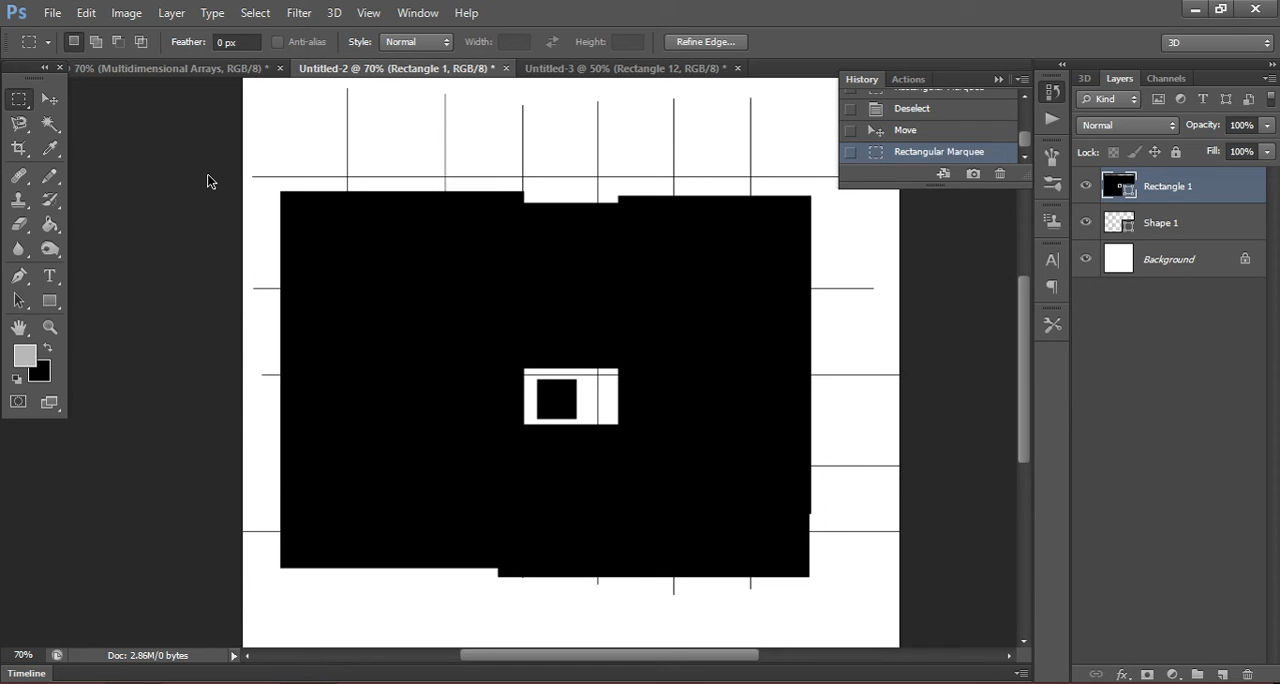 Ps File Edit Image Layer Type Select Filter 3D View Window Help
Feather: 0 px Anti-alias Style: Normal Width: Height: Refine Edge... 3D
70% (Multidimensional Arrays, RGB/8) * × Untitled-2 @ 70% (Rectangle 1, RGB/8) * × Untitled-3 @ 50% (Rectangle 12, RGB/8) * ×
History Actions
Rectangular Marquee
Deselect
Move
Rectangular Marquee
3D Layers Channels
Kind
Normal Opacity: 100%
Lock: Fill: 100%
Rectangle 1
Shape 1
Background
70% Doc: 2.86M/0 bytes
Timeline